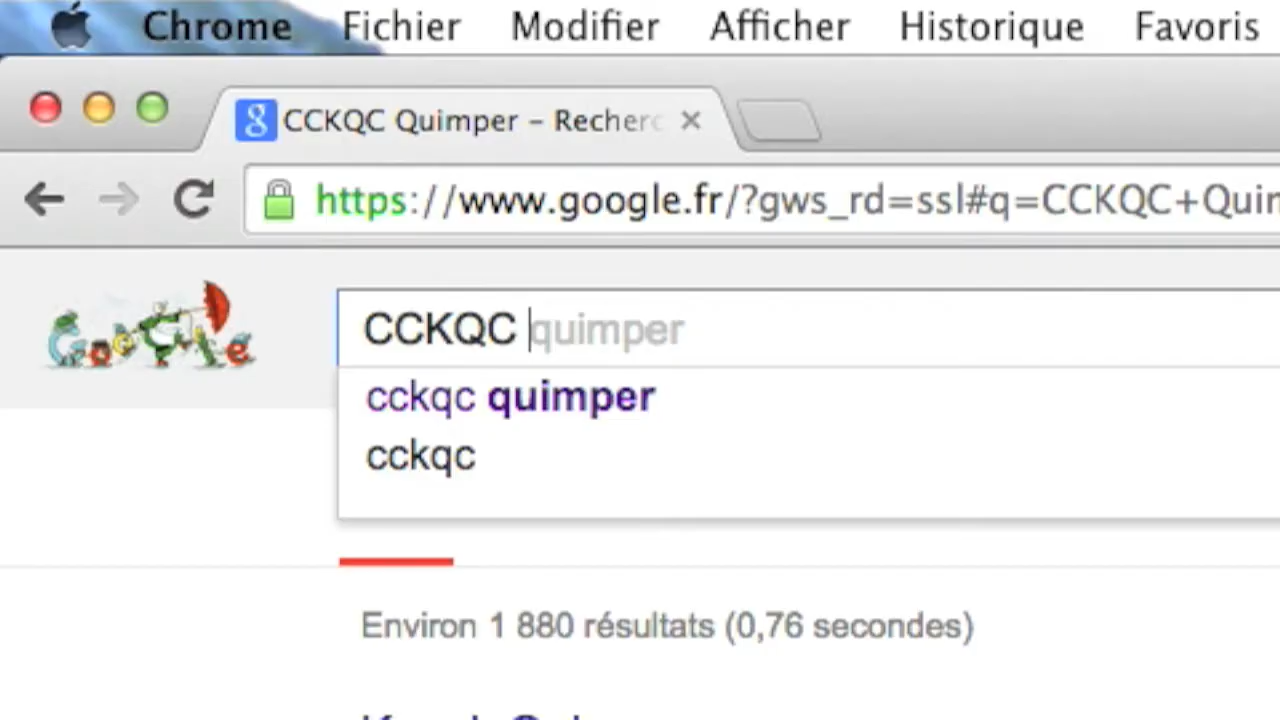 Chrome Fichier Modifier Afficher Historique Favoris
CCKQC Quimper – Recherc
https://www.google.fr/?gws_rd=ssl#q=CCKQC+Quim
Google
CCKQC quimper
cckqc quimper
cckqc
Environ 1 880 résultats (0,76 secondes)